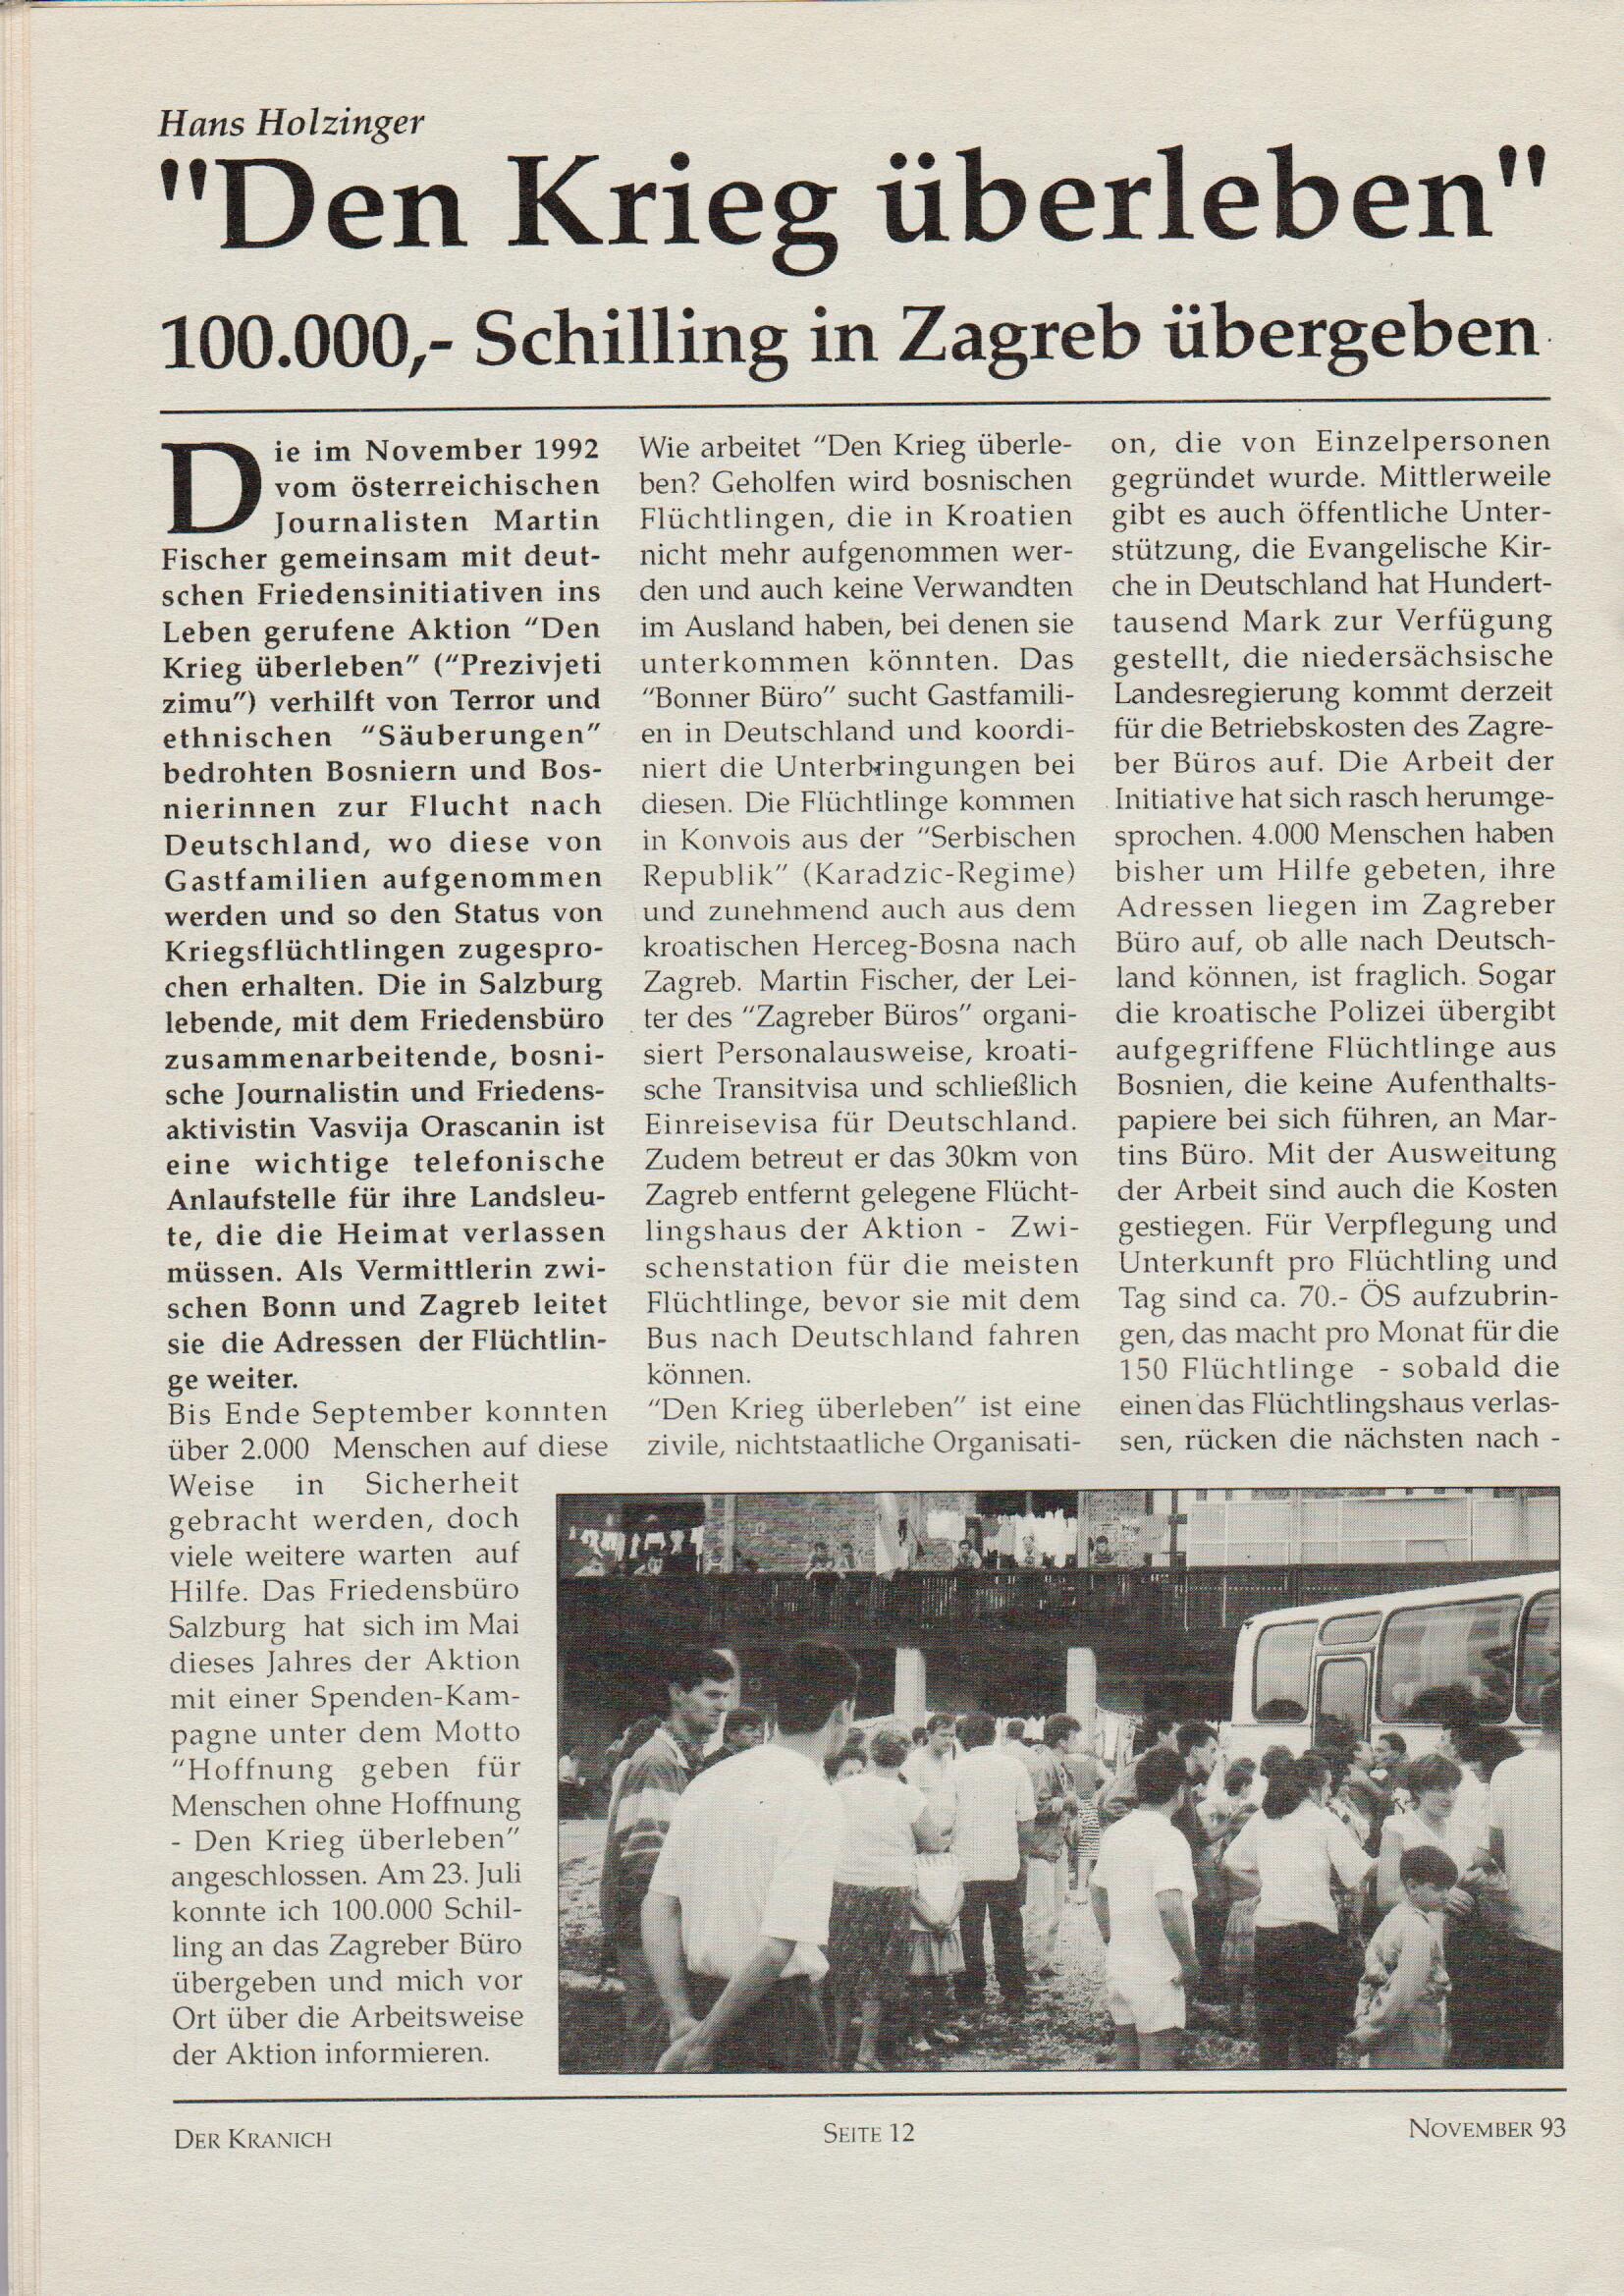 Hans Holzinger
"Den Krieg überleben"
100.000,- Schilling in Zagreb übergeben
Die im November 1992
vom österreichischen
Journalisten Martin
Fischer gemeinsam mit deut-
schen Friedensinitiativen ins
Leben gerufene Aktion “Den
Krieg überleben” (“Prezivjeti
zimu”) verhilft von Terror und
ethnischen “Säuberungen”
bedrohten Bosniern und Bos-
nierinnen zur Flucht nach
Deutschland, wo diese von
Gastfamilien aufgenommen
werden und so den Status von
Kriegsflüchtlingen zugespro-
chen erhalten. Die in Salzburg
lebende, mit dem Friedensbüro
zusammenarbeitende, bosni-
sche Journalistin und Friedens-
aktivistin Vasvija Orascanin ist
eine wichtige telefonische
Anlaufstelle für ihre Landsleu-
te, die die Heimat verlassen
müssen. Als Vermittlerin zwi-
schen Bonn und Zagreb leitet
sie die Adressen der Flüchtlin-
ge weiter.
Bis Ende September konnten
über 2.000 Menschen auf diese
Weise in Sicherheit
gebracht werden, doch
viele weitere warten auf
Hilfe. Das Friedensbüro
Salzburg hat sich im Mai
dieses Jahres der Aktion
mit einer Spenden-Kam-
pagne unter dem Motto
“Hoffnung geben für
Menschen ohne Hoffnung
- Den Krieg überleben”
angeschlossen. Am 23. Juli
konnte ich 100.000 Schil-
ling an das Zagreber Büro
übergeben und mich vor
Ort über die Arbeitsweise
der Aktion informieren.
Wie arbeitet “Den Krieg überle-
ben? Geholfen wird bosnischen
Flüchtlingen, die in Kroatien
nicht mehr aufgenommen wer-
den und auch keine Verwandten
im Ausland haben, bei denen sie
unterkommen könnten. Das
“Bonner Büro” sucht Gastfamili-
en in Deutschland und koordi-
niert die Unterbringungen bei
diesen. Die Flüchtlinge kommen
in Konvois aus der “Serbischen
Republik” (Karadzic-Regime)
und zunehmend auch aus dem
kroatischen Herceg-Bosna nach
Zagreb. Martin Fischer, der Lei-
ter des “Zagreber Büros” organi-
siert Personalausweise, kroati-
sche Transitvisa und schließlich
Einreisevisa für Deutschland.
Zudem betreut er das 30km von
Zagreb entfernt gelegene Flücht-
lingshaus der Aktion - Zwi-
schenstation für die meisten
Flüchtlinge, bevor sie mit dem
Bus nach Deutschland fahren
können.
“Den Krieg überleben” ist eine
zivile, nichtstaatliche Organisati-
on, die von Einzelpersonen
gegründet wurde. Mittlerweile
gibt es auch öffentliche Unter-
stützung, die Evangelische Kir-
che in Deutschland hat Hundert-
tausend Mark zur Verfügung
gestellt, die niedersächsische
Landesregierung kommt derzeit
für die Betriebskosten des Zagre-
ber Büros auf. Die Arbeit der
Initiative hat sich rasch herumge-
sprochen. 4.000 Menschen haben
bisher um Hilfe gebeten, ihre
Adressen liegen im Zagreber
Büro auf, ob alle nach Deutsch-
land können, ist fraglich. Sogar
die kroatische Polizei übergibt
aufgegriffene Flüchtlinge aus
Bosnien, die keine Aufenthalts-
papiere bei sich führen, an Mar-
tins Büro. Mit der Ausweitung
der Arbeit sind auch die Kosten
gestiegen. Für Verpflegung und
Unterkunft pro Flüchtling und
Tag sind ca. 70.- ÖS aufzubrin-
gen, das macht pro Monat für die
150 Flüchtlinge - sobald die
einen das Flüchtlingshaus verlas-
sen, rücken die nächsten nach -
DER KRANICH
SEITE 12
NOVEMBER 93